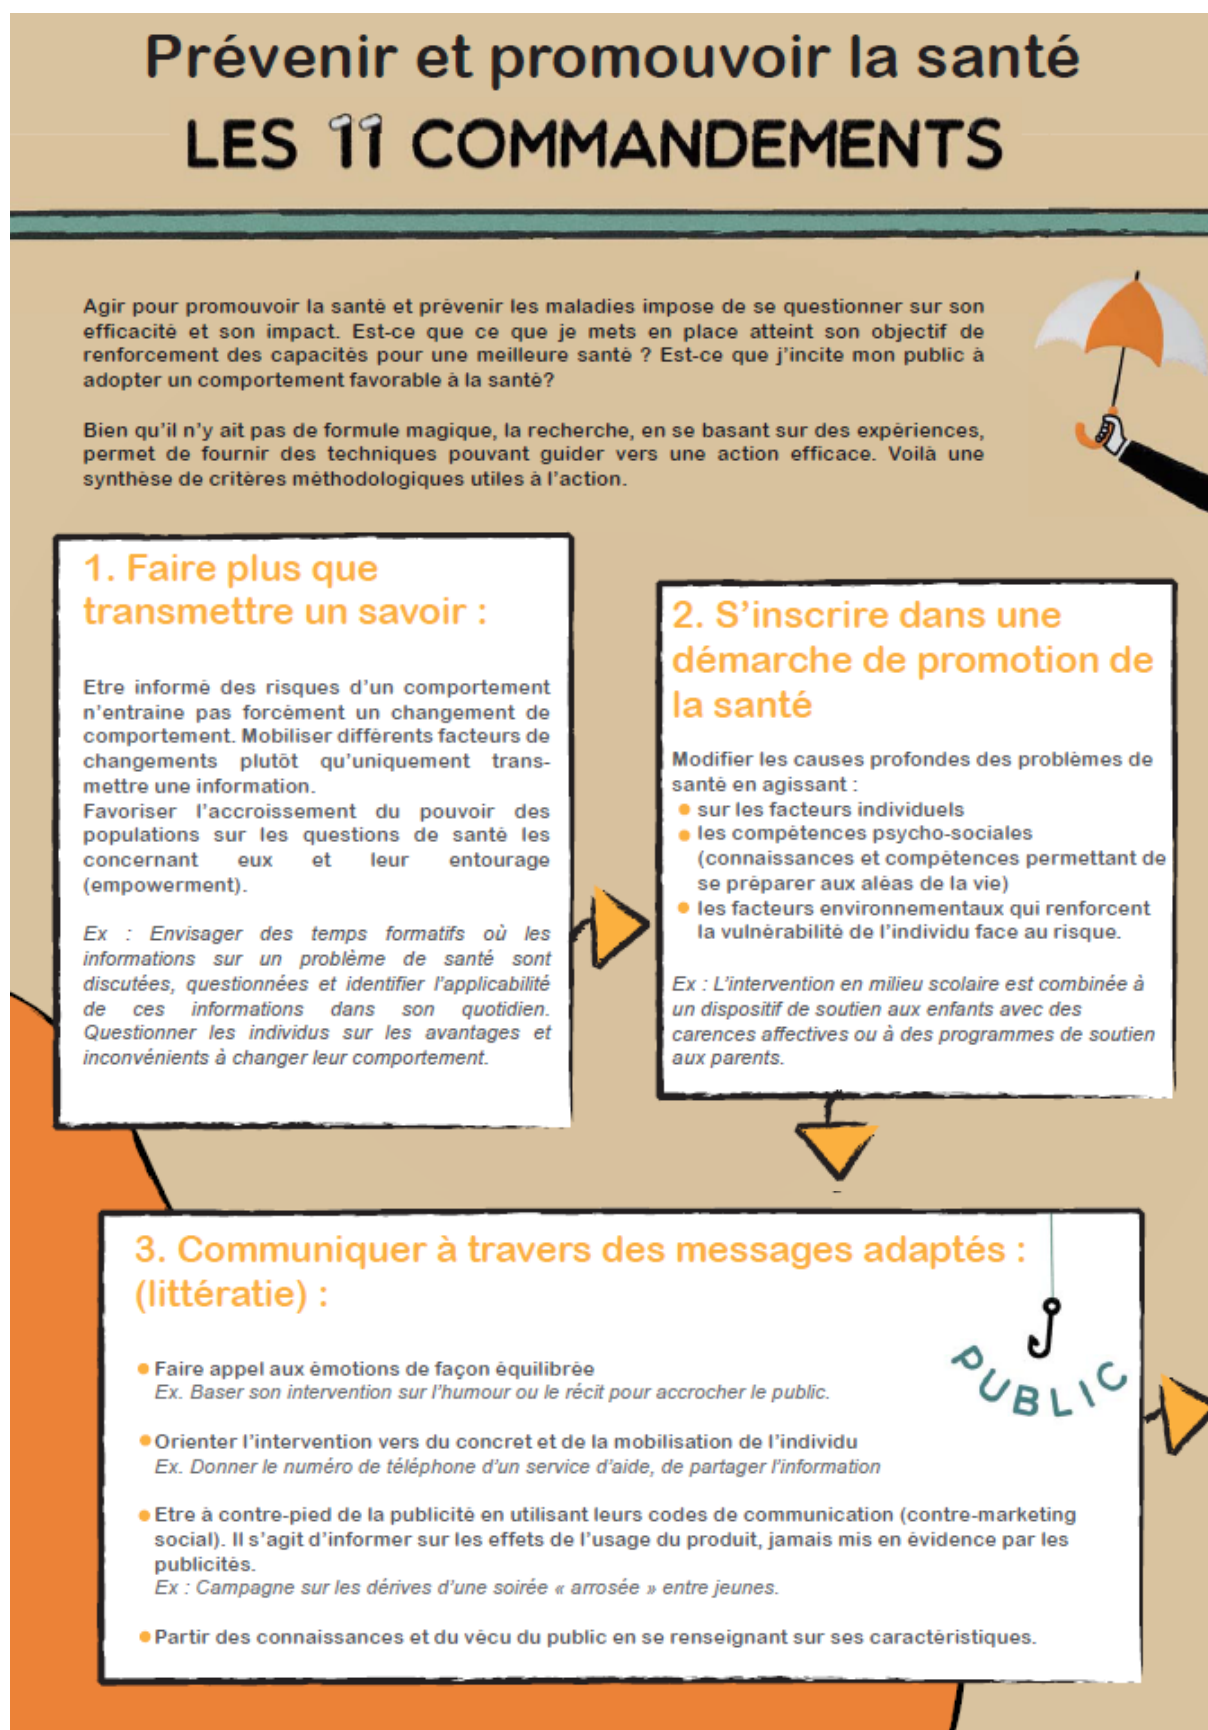 Prévenir et promouvoir la santé
LES 11 COMMANDEMENTS
Agir pour promouvoir la santé et prévenir les maladies impose de se questionner sur son
efficacité et son impact. Est-ce que ce que je mets en place atteint son objectif de
renforcement des capacités pour une meilleure santé ? Est-ce que j'incite mon public à
adopter un comportement favorable à la santé?
Bien qu'il n'y ait pas de formule magique, la recherche, en se basant sur des expériences,
permet de fournir des techniques pouvant guider vers une action efficace. Voilà une
synthèse de critères méthodologiques utiles à l'action.
1. Faire plus que
transmettre un savoir :
Etre informé des risques d'un comportement
n'entraine pas forcément un changement de
comportement. Mobiliser différents facteurs de
changements plutôt qu'uniquement trans-
mettre une information.
Favoriser l'accroissement du pouvoir des
populations sur les questions de santé les
concernant eux et leur entourage
(empowerment).
Ex : Envisager des temps formatifs où les
informations sur un problème de santé sont
discutées, questionnées et identifier l'applicabilité
de ces informations dans son quotidien.
Questionner les individus sur les avantages et
inconvénients à changer leur comportement.
2. S'inscrire dans une
démarche de promotion de
la santé
Modifier les causes profondes des problèmes de
santé en agissant :
● sur les facteurs individuels
● les compétences psycho-sociales
(connaissances et compétences permettant de
se préparer aux aléas de la vie)
● les facteurs environnementaux qui renforcent
la vulnérabilité de l'individu face au risque.
Ex : L'intervention en milieu scolaire est combinée à
un dispositif de soutien aux enfants avec des
carences affectives ou à des programmes de soutien
aux parents.
3. Communiquer à travers des messages adaptés :
(littératie) :
● Faire appel aux émotions de façon équilibrée
Ex. Baser son intervention sur l'humour ou le récit pour accrocher le public.
● Orienter l'intervention vers du concret et de la mobilisation de l'individu
Ex. Donner le numéro de téléphone d'un service d'aide, de partager l'information
● Etre à contre-pied de la publicité en utilisant leurs codes de communication (contre-marketing
social). Il s'agit d'informer sur les effets de l'usage du produit, jamais mis en évidence par les
publicités.
Ex : Campagne sur les dérives d'une soirée « arrosée » entre jeunes.
● Partir des connaissances et du vécu du public en se renseignant sur ses caractéristiques.
PUBLIC